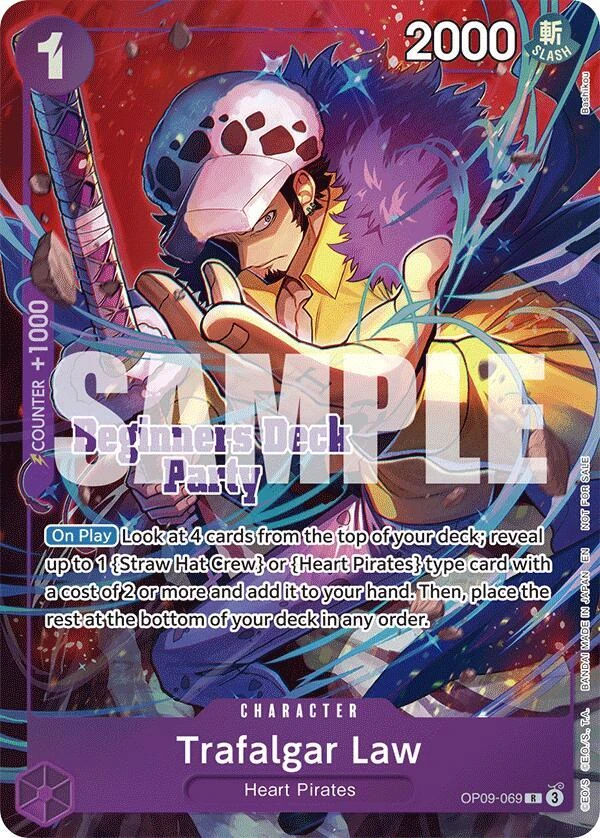 1
2000
斬
SLASH
Boshikou
COUNTER +1000
SAMPLE
Beginners Deck
Party
On Play Look at 4 cards from the top of your deck; reveal
up to 1 {Straw Hat Crew} or {Heart Pirates} type card with
a cost of 2 or more and add it to your hand. Then, place the
rest at the bottom of your deck in any order.
CHARACTER
Trafalgar Law
Heart Pirates
OP09-069 R 3
©E.O./S. ©E.O./S., T.A. BANDAI MADE IN JAPAN EN NOT FOR SALE